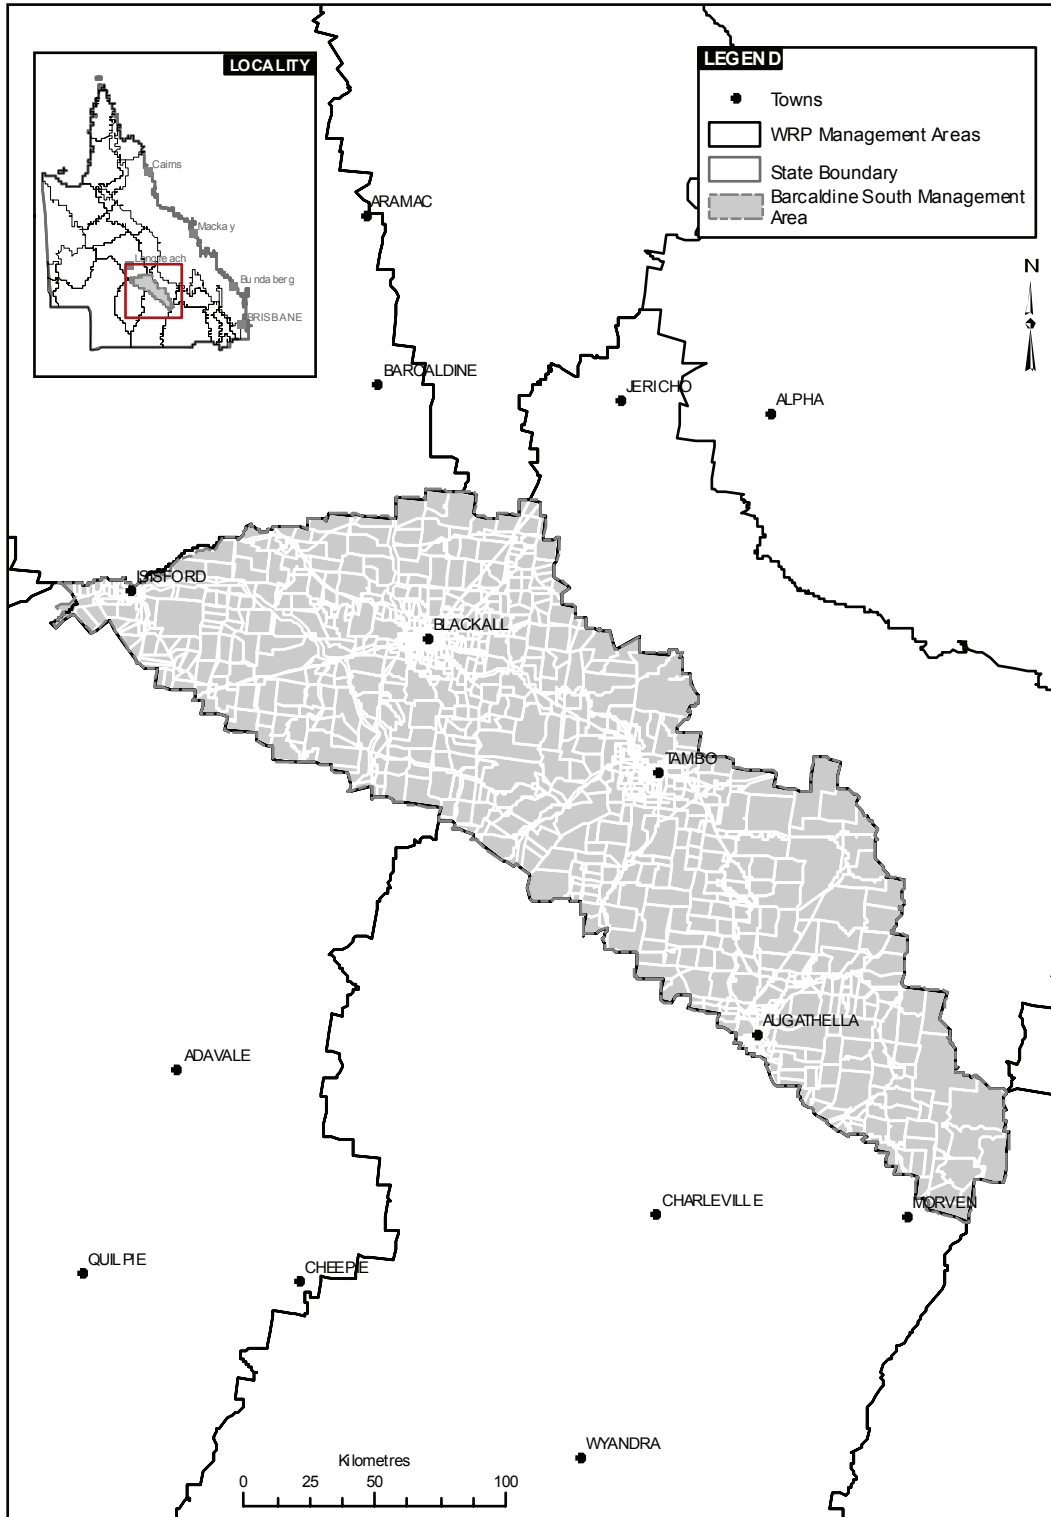 LOCALITY
Cairns
Mackay
Longreach
Bundaberg
BRISBANE
LEGEND
Towns
WRP Management Areas
State Boundary
Barcaldine South Management
Area
N
ARAMAC
BARCALDINE
JERICHO
ALPHA
ISISFORD
BLACKALL
TAMBO
AUGATHELLA
ADAVALE
CHARLEVILLE
MORVEN
QUILPIE
CHEEPIE
WYANDRA
Kilometres
0 25 50 100